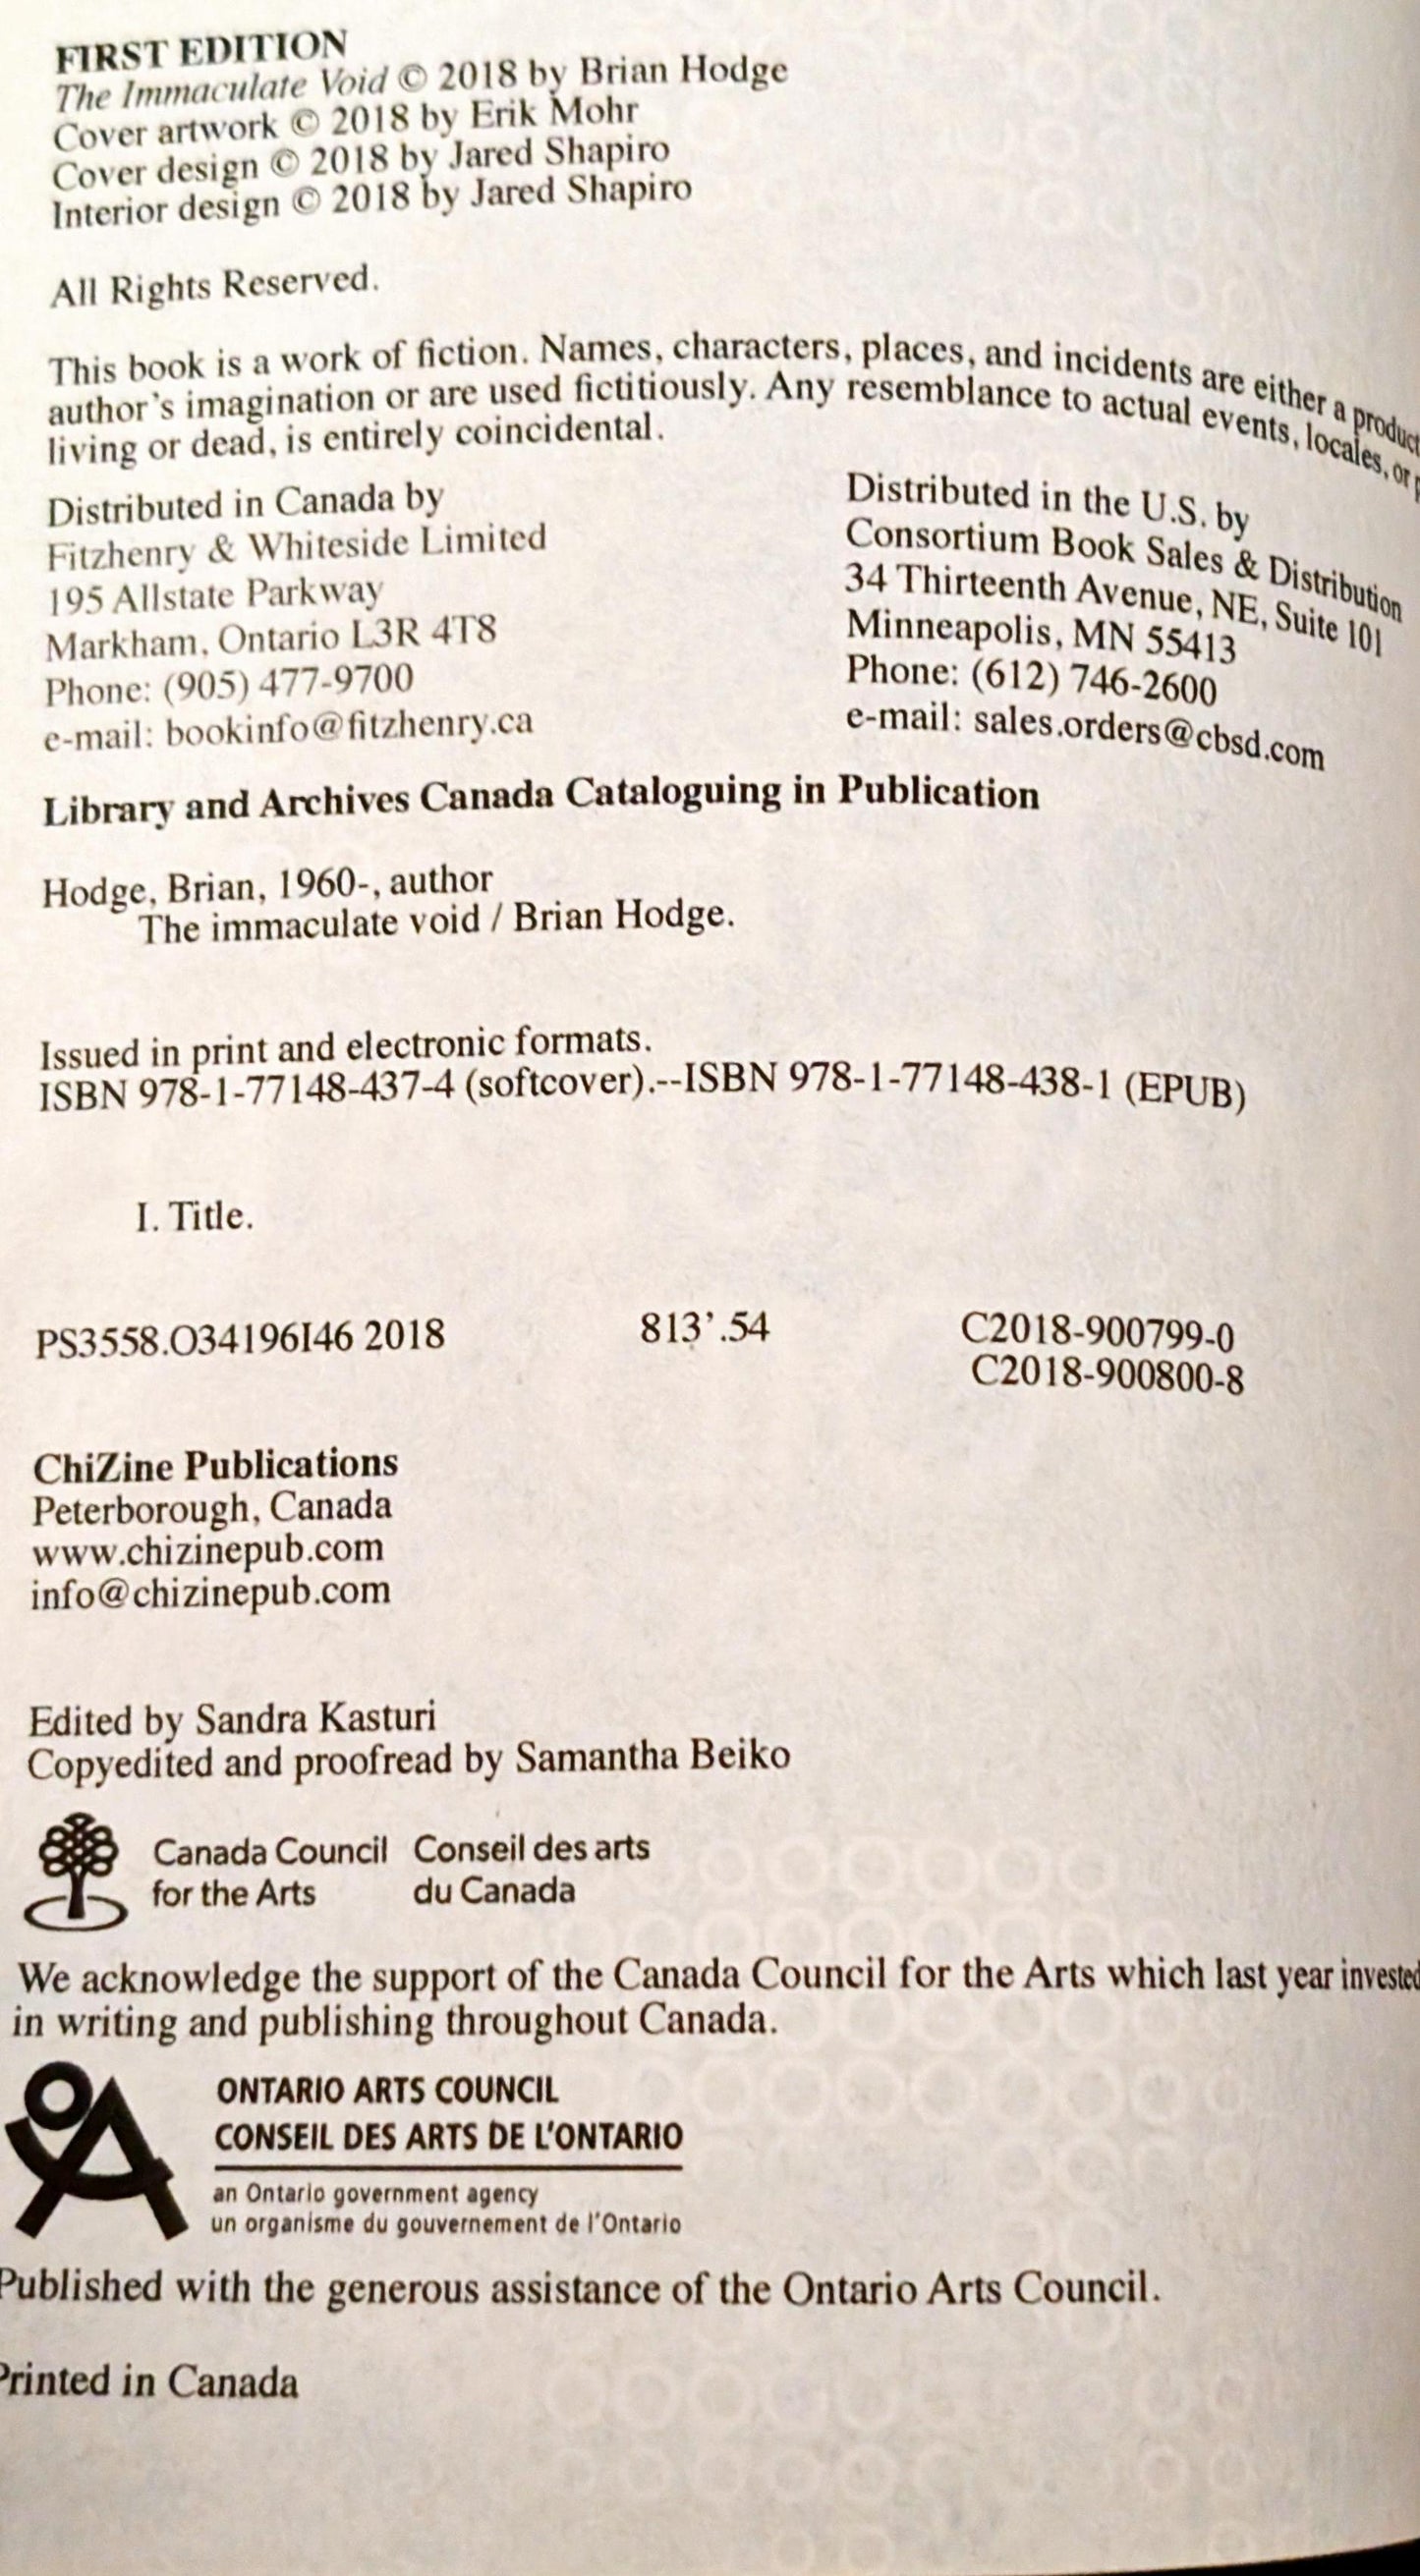 FIRST EDITION
The Immaculate Void © 2018 by Brian Hodge
Cover artwork © 2018 by Erik Mohr
Cover design © 2018 by Jared Shapiro
Interior design © 2018 by Jared Shapiro
All Rights Reserved.
This book is a work of fiction. Names, characters, places, and incidents are either a product
author's imagination or are used fictitiously. Any resemblance to actual events, locales, or
living or dead, is entirely coincidental.
Distributed in Canada by
Fitzhenry & Whiteside Limited
195 Allstate Parkway
Markham, Ontario L3R 4T8
Phone: (905) 477-9700
e-mail: bookinfo@fitzhenry.ca
Distributed in the U.S. by
Consortium Book Sales & Distribution
34 Thirteenth Avenue, NE, Suite 101
Minneapolis, MN 55413
Phone: (612) 746-2600
e-mail: sales.orders@cbsd.com
Library and Archives Canada Cataloguing in Publication
Hodge, Brian, 1960-, author
The immaculate void / Brian Hodge.
Issued in print and electronic formats.
ISBN 978-1-77148-437-4 (softcover).--ISBN 978-1-77148-438-1 (EPUB)
I. Title.
PS3558.O34196I46 2018 813'.54 C2018-900799-0
C2018-900800-8
ChiZine Publications
Peterborough, Canada
www.chizinepub.com
info@chizinepub.com
Edited by Sandra Kasturi
Copyedited and proofread by Samantha Beiko
Canada Council Conseil des arts
for the Arts du Canada
We acknowledge the support of the Canada Council for the Arts which last year invested
in writing and publishing throughout Canada.
ONTARIO ARTS COUNCIL
CONSEIL DES ARTS DE L'ONTARIO
an Ontario government agency
un organisme du gouvernement de l'Ontario
Published with the generous assistance of the Ontario Arts Council.
Printed in Canada